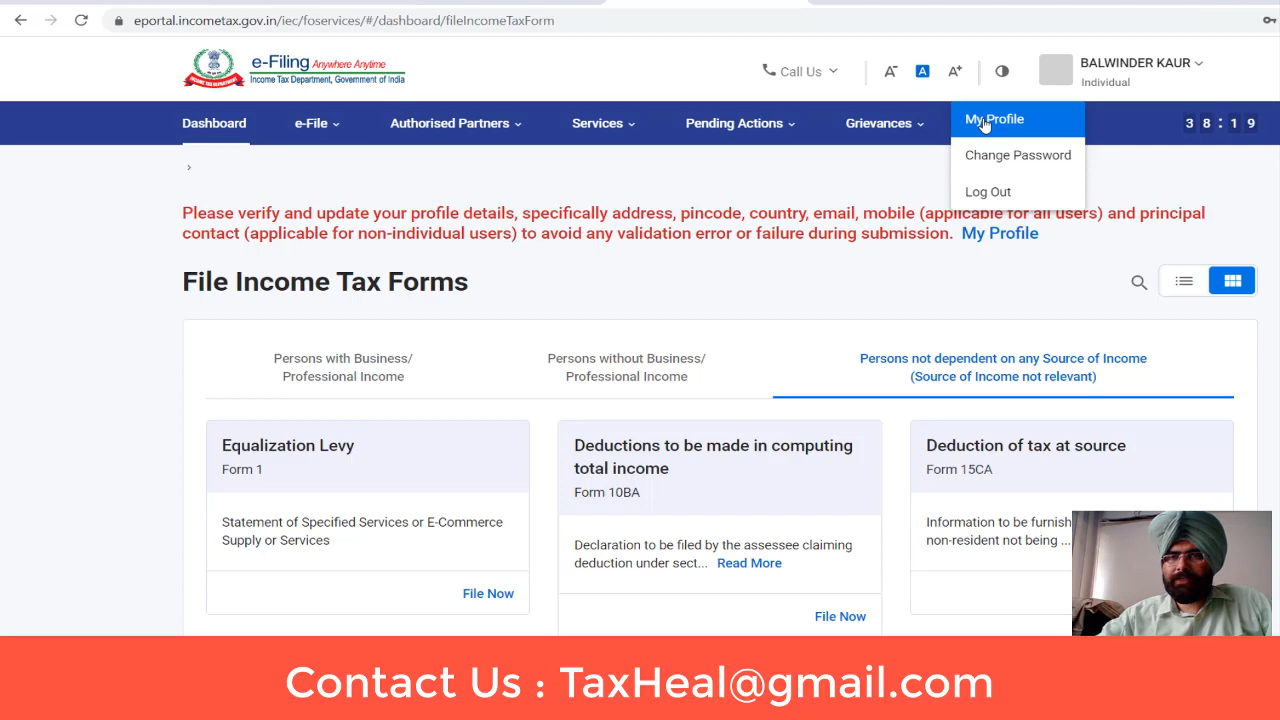 eportal.incometax.gov.in/iec/foservices/#/dashboard/fileIncomeTaxForm
e-Filing Anywhere Anytime
Income Tax Department, Government of India
Call Us
A-
A
A+
BALWINDER KAUR
Individual
Dashboard
e-File
Authorised Partners
Services
Pending Actions
Grievances
My Profile
Change Password
Log Out
3 8 : 1 9
>
Please verify and update your profile details, specifically address, pincode, country, email, mobile (applicable for all users) and principal
contact (applicable for non-individual users) to avoid any validation error or failure during submission. My Profile
File Income Tax Forms
Persons with Business/
Professional Income
Persons without Business/
Professional Income
Persons not dependent on any Source of Income
(Source of Income not relevant)
Equalization Levy
Form 1
Statement of Specified Services or E-Commerce
Supply or Services
File Now
Deductions to be made in computing
total income
Form 10BA
Declaration to be filed by the assessee claiming
deduction under sect... Read More
File Now
Deduction of tax at source
Form 15CA
Information to be furnish
non-resident not being ...
Contact Us : TaxHeal@gmail.com